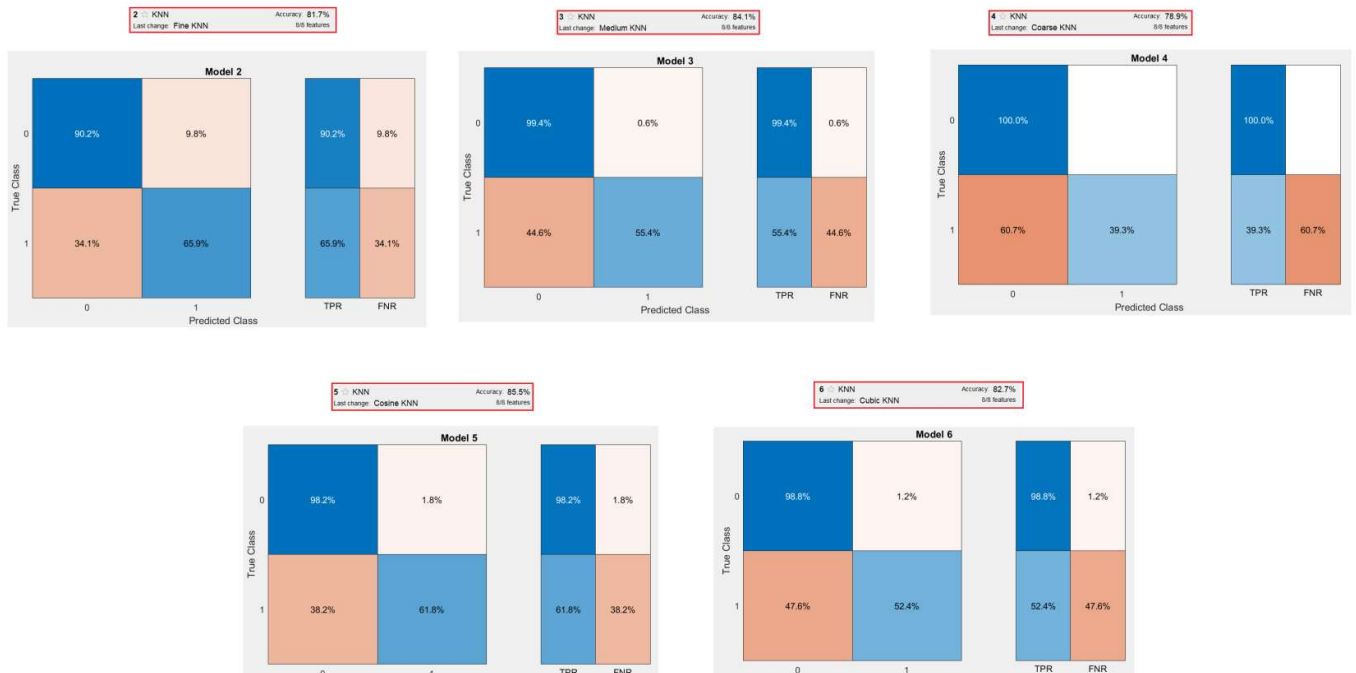 2 ☆ KNN Accuracy: 81.7%
Last change: Fine KNN 8/8 features
Model 2
0 90.2% 9.8% 90.2% 9.8%
True Class
1 34.1% 65.9% 65.9% 34.1%
0 1 TPR FNR
Predicted Class
3 ☆ KNN Accuracy: 84.1%
Last change: Medium KNN 8/8 features
Model 3
0 99.4% 0.6% 99.4% 0.6%
True Class
1 44.6% 55.4% 55.4% 44.6%
0 1 TPR FNR
Predicted Class
4 ☆ KNN Accuracy: 78.9%
Last change: Coarse KNN 8/8 features
Model 4
0 100.0% 100.0%
True Class
1 60.7% 39.3% 39.3% 60.7%
0 1 TPR FNR
Predicted Class
5 ☆ KNN Accuracy: 85.5%
Last change: Cosine KNN 8/8 features
Model 5
0 98.2% 1.8% 98.2% 1.8%
True Class
1 38.2% 61.8% 61.8% 38.2%
0 1 TPR FNR
6 ☆ KNN Accuracy: 82.7%
Last change: Cubic KNN 8/8 features
Model 6
0 98.8% 1.2% 98.8% 1.2%
True Class
1 47.6% 52.4% 52.4% 47.6%
0 1 TPR FNR